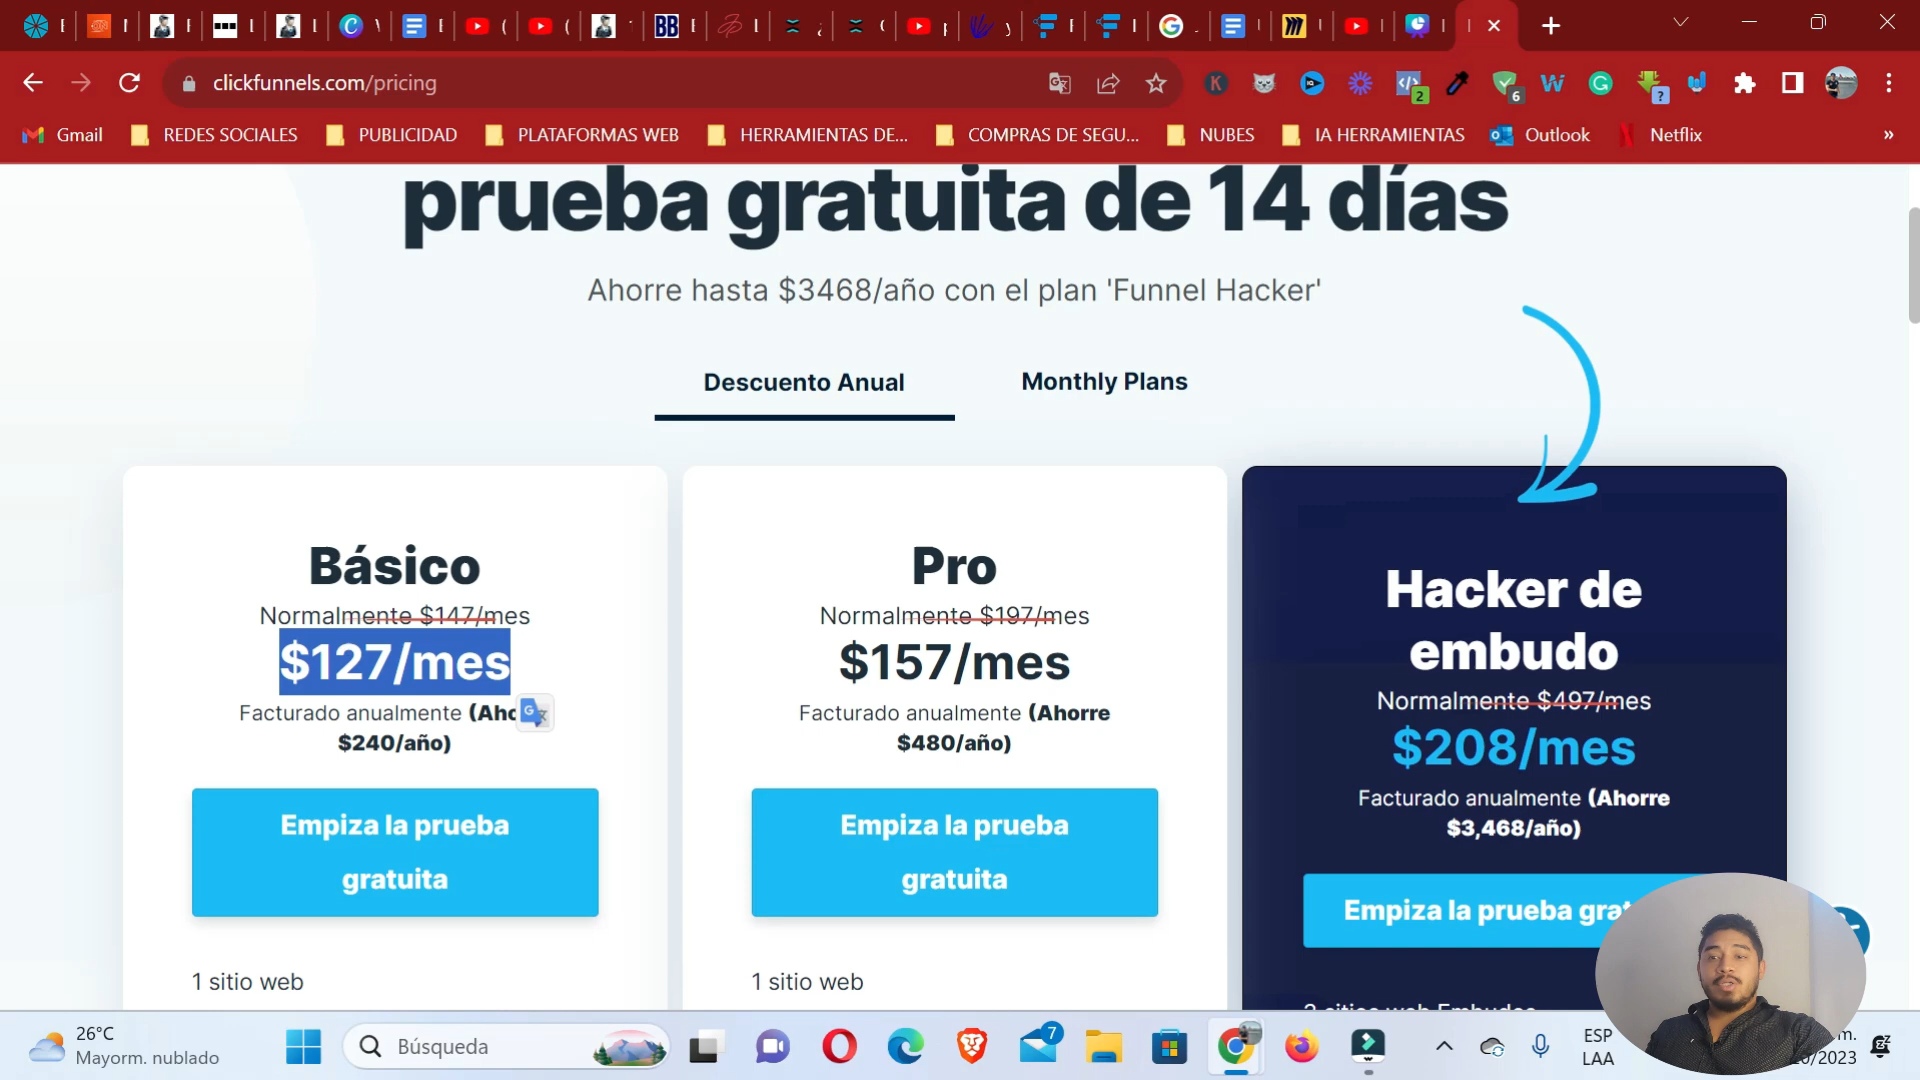 clickfunnels.com/pricing
Gmail REDES SOCIALES PUBLICIDAD PLATAFORMAS WEB HERRAMIENTAS DE... COMPRAS DE SEGU... NUBES IA HERRAMIENTAS Outlook Netflix »
prueba gratuita de 14 días
Ahorre hasta $3468/año con el plan 'Funnel Hacker'
Descuento Anual
Monthly Plans
Básico
Normalmente $147/mes
$127/mes
Facturado anualmente (Aho
$240/año)
Empiza la prueba
gratuita
1 sitio web
Pro
Normalmente $197/mes
$157/mes
Facturado anualmente (Ahorre
$480/año)
Empiza la prueba
gratuita
1 sitio web
Hacker de
embudo
Normalmente $497/mes
$208/mes
Facturado anualmente (Ahorre
$3,468/año)
Empiza la prueba grat
26°C
Mayorm. nublado
Búsqueda
7
ESP
LAA
m.
/2023